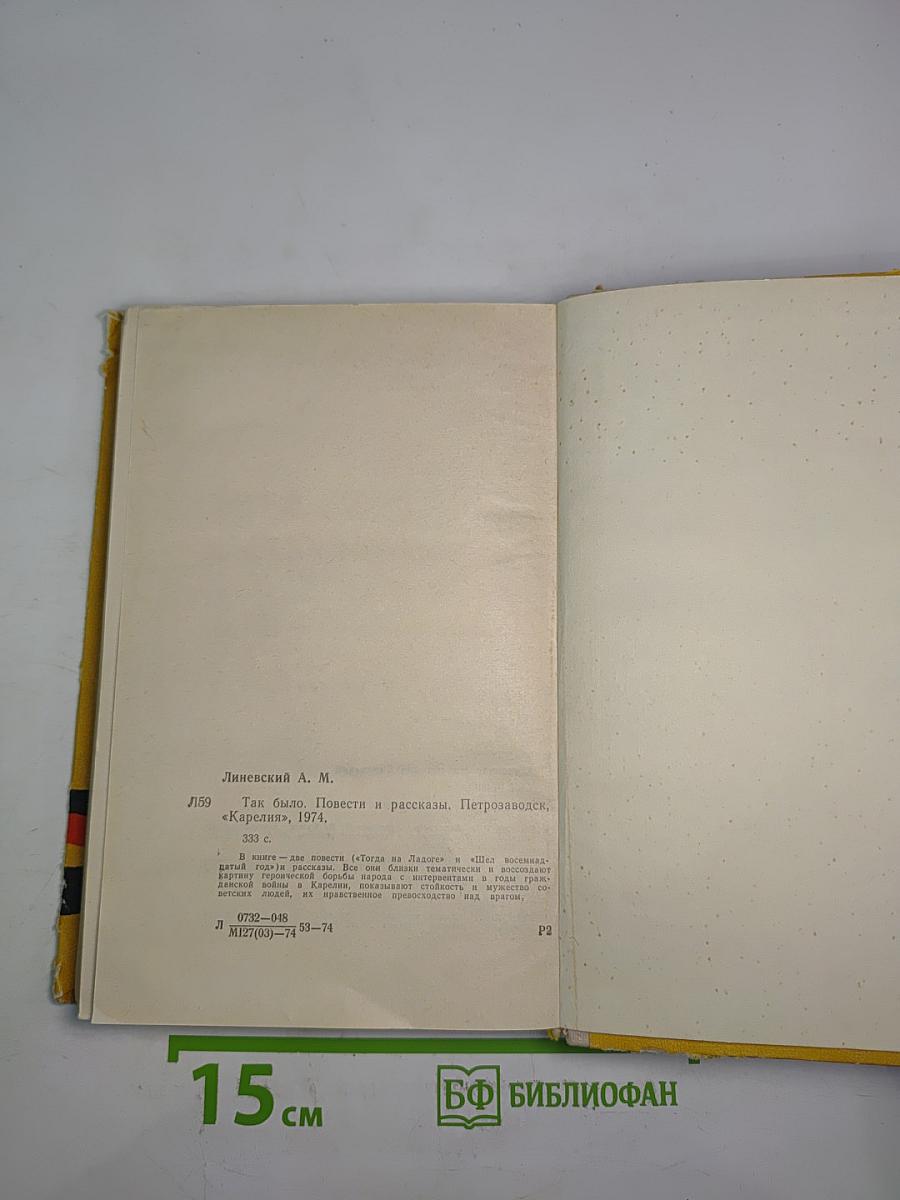 Линевский А. М.
Л59 Так было. Повести и рассказы. Петрозаводск,
«Карелия», 1974.
333 с.
В книге — две повести («Тогда на Ладоге» и «Шел восемнад-
цатый год») и рассказы. Все они близки тематически и воссоздают
картину героической борьбы народа с интервентами в годы граж-
данской войны в Карелии, показывают стойкость и мужество со-
ветских людей, их нравственное превосходство над врагом.
Л 0732—048
М127(03)—74 53—74
Р2
15 см
БФ БИБЛИОФАН